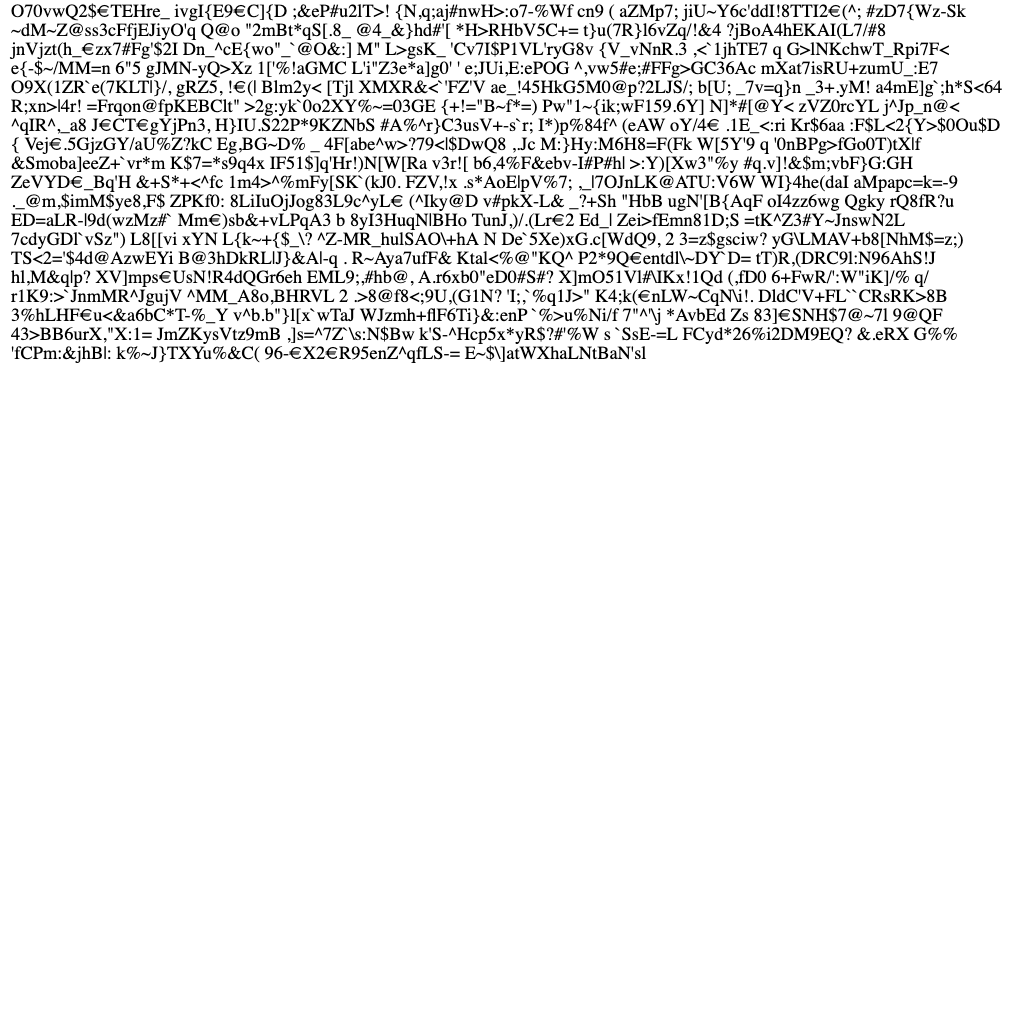 O70vwQ2$€TEHre_ ivgI{E9€C]{D ;&eP#u2lT>! {N,q;aj#nwH>:o7-%Wf cn9 ( aZMp7; jiU~Y6c'ddI!8TTI2€(^; #zD7{Wz-Sk
~dM~Z@ss3cFfjEJiyO'q Q@o "2mBt*qS[.8_ @4_&}hd#'[ *H>RHbV5C+= t}u(7R}l6vZq/!&4 ?jBoA4hEKAI(L7/#8
jnVjzt(h_€zx7#Fg'$2I Dn_^cE{wo"_`@O&:] M" L>gsK_ 'Cv7I$P1VL'ryG8v {V_vNnR.3 ,<`1jhTE7 q G>lNKchwT_Rpi7F<
e{-$~/MM=n 6"5 gJMN-yQ>Xz 1['%!aGMC L'i"Z3e*a]g0' ' e;JUi,E:ePOG ^,vw5#e;#FFg>GC36Ac mXat7isRU+zumU_:E7
O9X(1ZR`e(7KLT|}/, gRZ5, !€(| Blm2y< [Tjl XMXR&<`'FZ'V ae_!45HkG5M0@p?2LJS/; b[U; _7v=q}n _3+.yM! a4mE]g`;h*S<64
R;xn>|4r! =Frqon@fpKEBClt" >2g:yk`0o2XY%~=03GE {+!="B~f*=) Pw"1~{ik;wF159.6Y] N]*#[@Y< zVZ0rcYL j^Jp_n@<
^qIR^,_a8 J€CT€gYjPn3, H}IU.S22P*9KZNbS #A%^r}C3usV+-s`r; I*)p%84f^ (eAW oY/4€ .1E_<:ri Kr$6aa :F$L<2{Y>$0Ou$D
{ Vej€.5GjzGY/aU%Z?kC Eg,BG~D% _ 4F[abe^w>?79<|$DwQ8 ,.Jc M:}Hy:M6H8=F(Fk W[5Y'9 q '0nBPg>fGo0T)tX|f
&Smoba]eeZ+`vr*m K$7=*s9q4x IF51$]q'Hr!)N[W[Ra v3r![ b6,4%F&ebv-I#P#h| >:Y)[Xw3"%y #q.v]!&$m;vbF}G:GH
ZeVYD€_Bq'H &+S*+<^fc 1m4>^%mFy[SK`(kJ0. FZV,!x .s*AoE|pV%7; ,_|7OJnLK@ATU:V6W WI}4he(daI aMpapc=k=-9
._@m,$imM$ye8,F$ ZPKf0: 8LiIuOjJog83L9c^yL€ (^Iky@D v#pkX-L& _?+Sh "HbB ugN'[B{AqF oI4zz6wg Qgky rQ8fR?u
ED=aLR-|9d(wzMz#` Mm€)sb&+vLPqA3 b 8yI3HuqN|BHo TunJ,)/.(Lr€2 Ed_| Zei>fEmn81D;S =tK^Z3#Y~JnswN2L
7cdyGDl`vSz") L8[[vi xYN L{k~+{$_\? ^Z-MR_hulSAO\+hA N De`5Xe)xG.c[WdQ9, 2 3=z$gsciw? yG\LMAV+b8[NhM$=z;)
TS<2='$4d@AzwEYi B@3hDkRL|J}&A|-q . R~Aya7ufF& Ktal<%@"KQ^ P2*9Q€entdl\~DY`D= tT)R,(DRC9l:N96AhS!J
hl,M&q|p? XV]mps€UsN!R4dQGr6eh EML9;,#hb@, A.r6xb0"eD0#S#? X]mO51Vl#\IKx!1Qd (,fD0 6+FwR/':W"iK]/% q/
r1K9:>`JnmMR^JgujV ^MM_A8o,BHRVL 2 .>8@f8<;9U,(G1N? 'I;,`%q1J>" K4;k(€nLW~CqN\i!. DldC'V+FL``CRsRK>8B
3%hLHF€u<&a6bC*T-%_Y v^b.b"}l[x`wTaJ WJzmh+flF6Ti}&:enP `%>u%Ni/f 7"^"\j *AvbEd Zs 83]€SNH$7@~7l 9@QF
43>BB6urX,"X:1= JmZKysVtz9mB ,]s=^7Z`\s:N$Bw k'S-^Hcp5x*yR$?#'%W s`SsE-=L FCyd*26%i2DM9EQ? &.eRX G%%
'fCPm:&jhB|: k%~J}TXYu%&C( 96-€X2€R95enZ^qfLS-= E~$\]atWXhaLNtBaN'sl